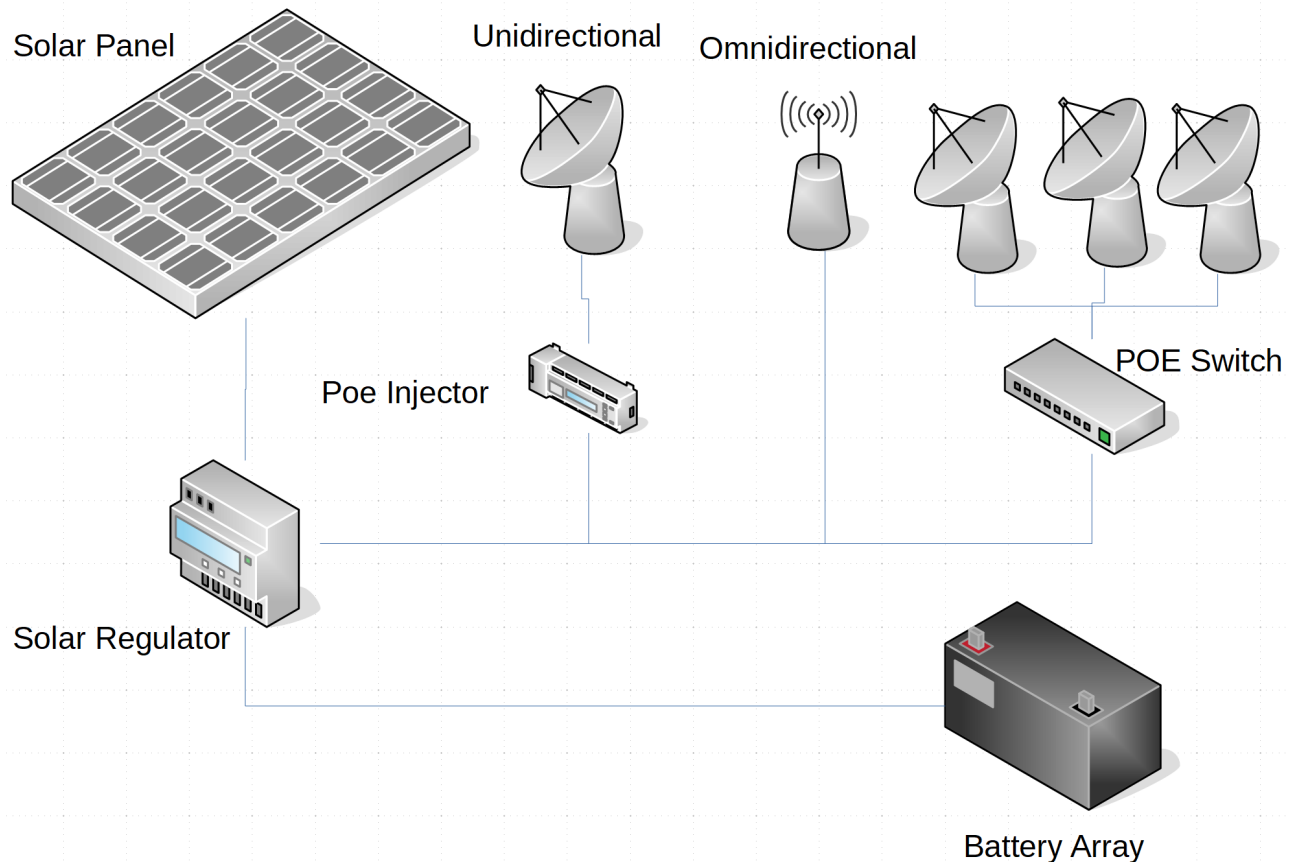 Solar Panel
Unidirectional
Omnidirectional
Poe Injector
POE Switch
Solar Regulator
Battery Array